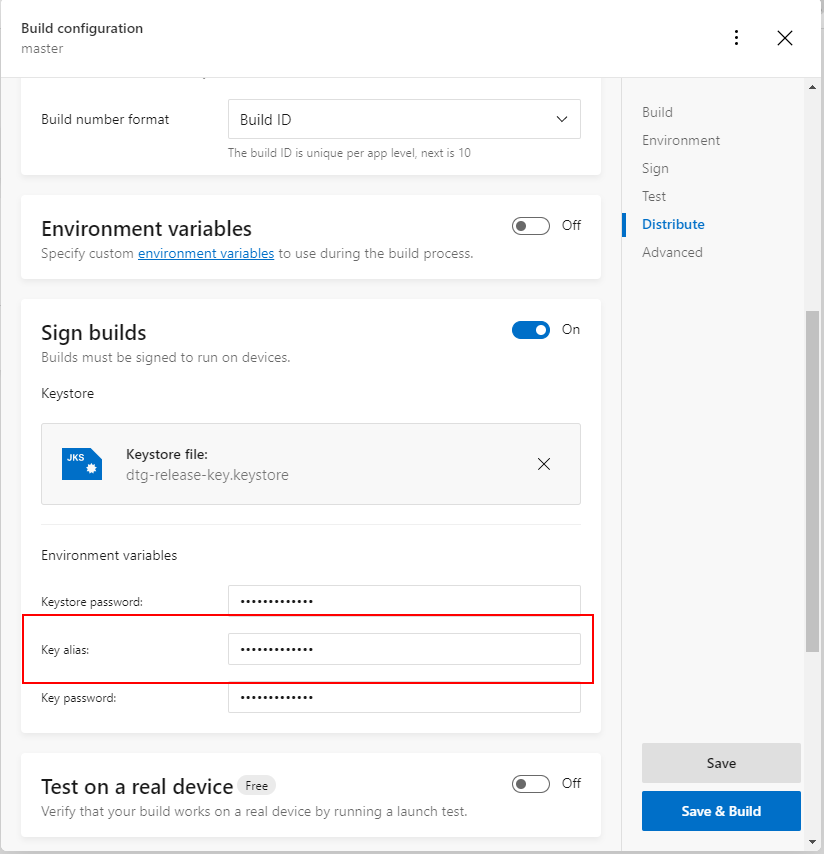 Build configuration
master
Build number format
Build ID
The build ID is unique per app level, next is 10
Environment variables
Off
Specify custom environment variables to use during the build process.
Sign builds
On
Builds must be signed to run on devices.
Keystore
JKS
Keystore file:
dtg-release-key.keystore
Environment variables
Keystore password:
•••••••••••••
Key alias:
•••••••••••••
Key password:
•••••••••••••
Test on a real device Free
Off
Verify that your build works on a real device by running a launch test.
Build
Environment
Sign
Test
Distribute
Advanced
Save
Save & Build